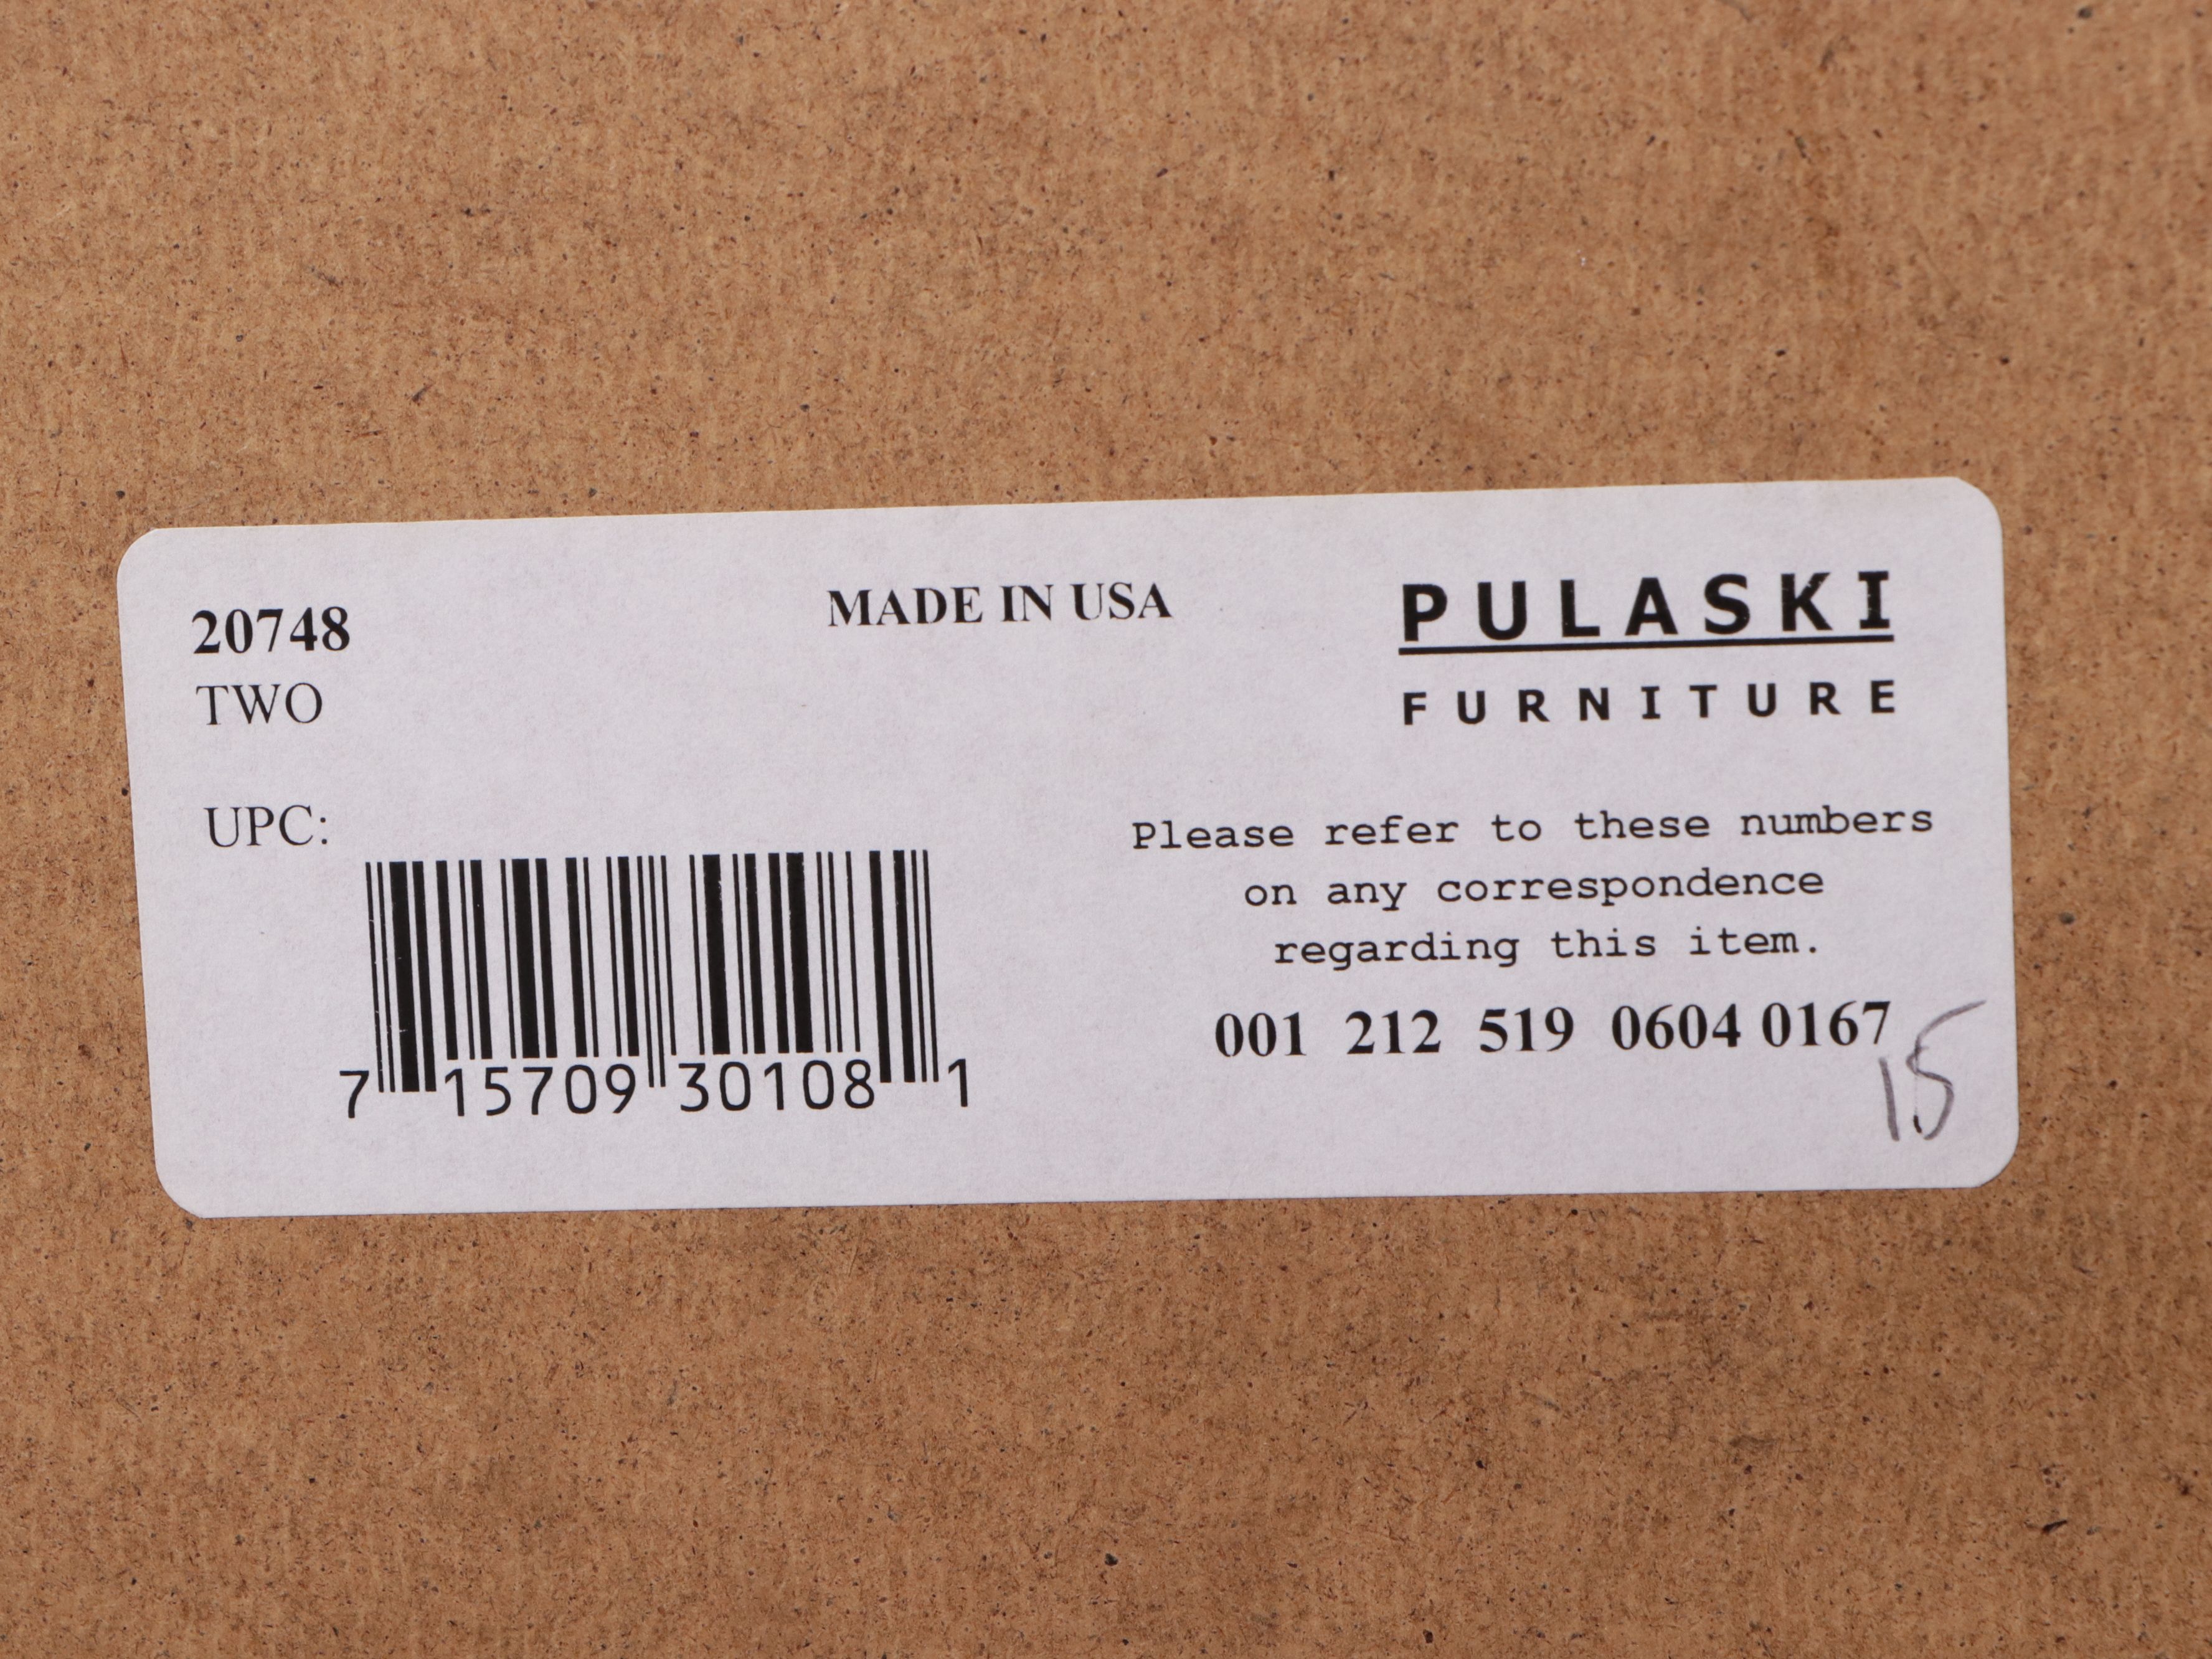 20748
TWO
MADE IN USA
PULASKI
FURNITURE
UPC:
7 15709 30108 1
Please refer to these numbers
on any correspondence
regarding this item.
001 212 519 0604 0167
15